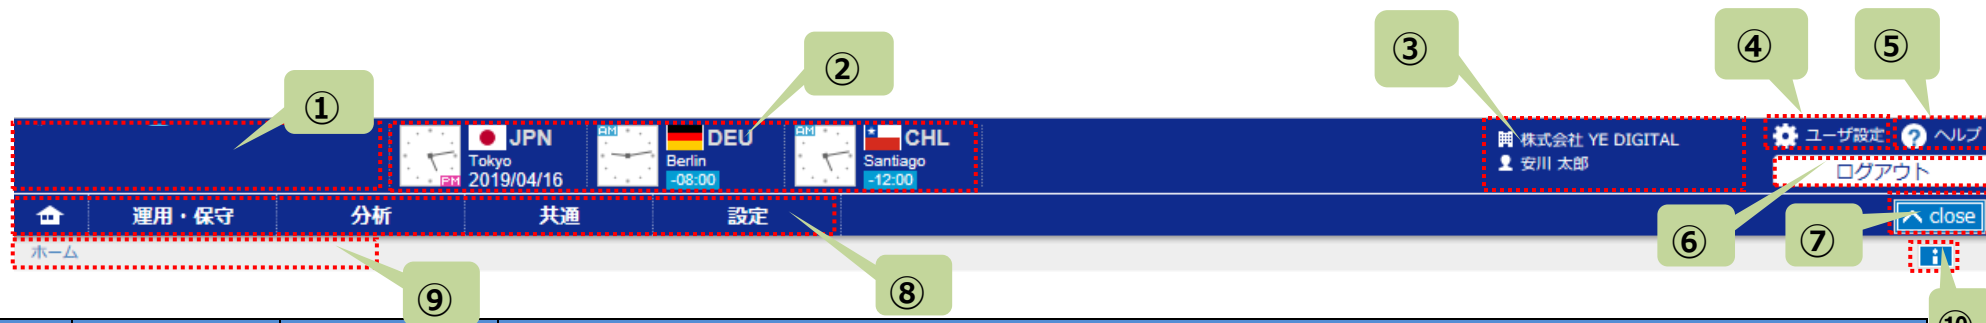 ①
②
③
④
⑤
JPN
Tokyo
PM 2019/04/16
AM
DEU
Berlin
-08:00
AM
CHL
Santiago
-12:00
株式会社 YE DIGITAL
安川 太郎
ユーザ設定
? ヘルプ
ログアウト
運用・保守
分析
共通
設定
close
ホーム
i
⑥
⑦
⑧
⑨
⑩